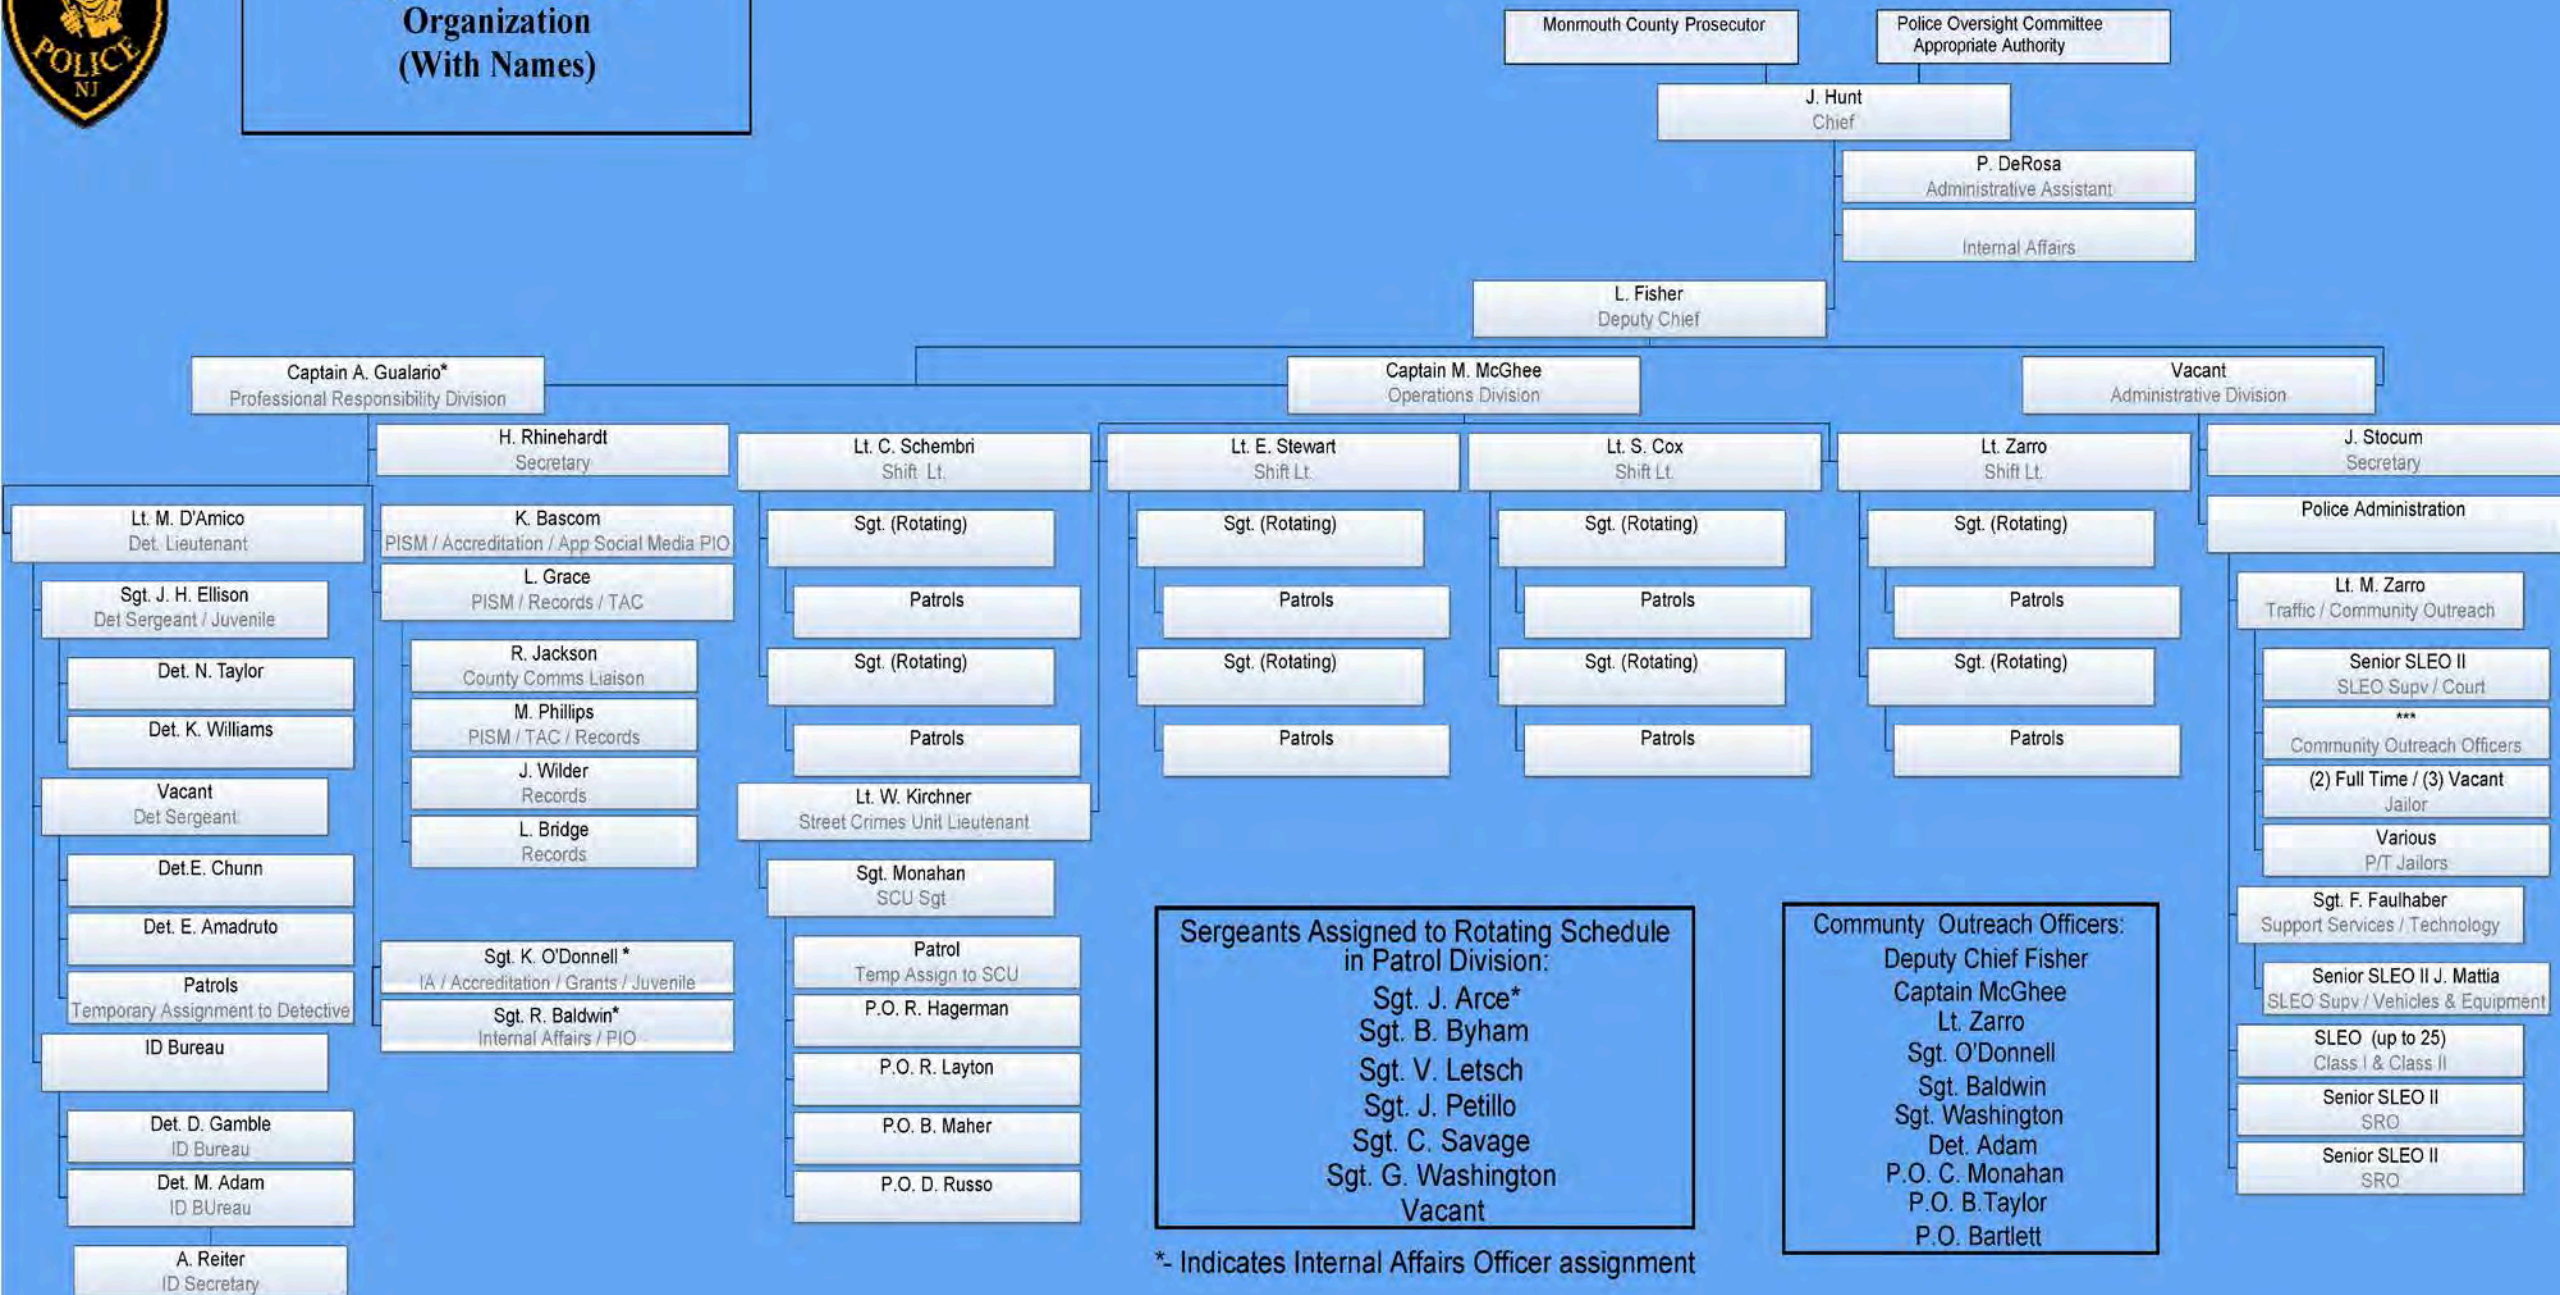 POLICE
NJ
Organization
(With Names)
Monmouth County Prosecutor
Police Oversight Committee
Appropriate Authority
J. Hunt
Chief
P. DeRosa
Administrative Assistant
Internal Affairs
L. Fisher
Deputy Chief
Captain A. Gualario*
Professional Responsibility Division
Captain M. McGhee
Operations Division
Vacant
Administrative Division
H. Rhinehardt
Secretary
Lt. M. D'Amico
Det. Lieutenant
Sgt. J. H. Ellison
Det Sergeant / Juvenile
Det. N. Taylor
Det. K. Williams
Vacant
Det Sergeant
Det.E. Chunn
Det. E. Amadruto
Patrols
Temporary Assignment to Detective
ID Bureau
Det. D. Gamble
ID Bureau
Det. M. Adam
ID BUreau
A. Reiter
ID Secretary
K. Bascom
PISM / Accreditation / App Social Media PIO
L. Grace
PISM / Records / TAC
R. Jackson
County Comms Liaison
M. Phillips
PISM / TAC / Records
J. Wilder
Records
L. Bridge
Records
Sgt. K. O'Donnell *
IA / Accreditation / Grants / Juvenile
Sgt. R. Baldwin*
Internal Affairs / PIO
Lt. C. Schembri
Shift Lt.
Sgt. (Rotating)
Patrols
Sgt. (Rotating)
Patrols
Lt. W. Kirchner
Street Crimes Unit Lieutenant
Sgt. Monahan
SCU Sgt
Patrol
Temp Assign to SCU
P.O. R. Hagerman
P.O. R. Layton
P.O. B. Maher
P.O. D. Russo
Lt. E. Stewart
Shift Lt.
Sgt. (Rotating)
Patrols
Sgt. (Rotating)
Patrols
Lt. S. Cox
Shift Lt.
Sgt. (Rotating)
Patrols
Sgt. (Rotating)
Patrols
Lt. Zarro
Shift Lt.
Sgt. (Rotating)
Patrols
Sgt. (Rotating)
Patrols
J. Stocum
Secretary
Police Administration
Lt. M. Zarro
Traffic / Community Outreach
Senior SLEO II
SLEO Supv / Court
***
Community Outreach Officers
(2) Full Time / (3) Vacant
Jailor
Various
P/T Jailors
Sgt. F. Faulhaber
Support Services / Technology
Senior SLEO II J. Mattia
SLEO Supv / Vehicles & Equipment
SLEO (up to 25)
Class I & Class II
Senior SLEO II
SRO
Senior SLEO II
SRO
Sergeants Assigned to Rotating Schedule
in Patrol Division:
Sgt. J. Arce*
Sgt. B. Byham
Sgt. V. Letsch
Sgt. J. Petillo
Sgt. C. Savage
Sgt. G. Washington
Vacant
*- Indicates Internal Affairs Officer assignment
Communty Outreach Officers:
Deputy Chief Fisher
Captain McGhee
Lt. Zarro
Sgt. O'Donnell
Sgt. Baldwin
Sgt. Washington
Det. Adam
P.O. C. Monahan
P.O. B.Taylor
P.O. Bartlett